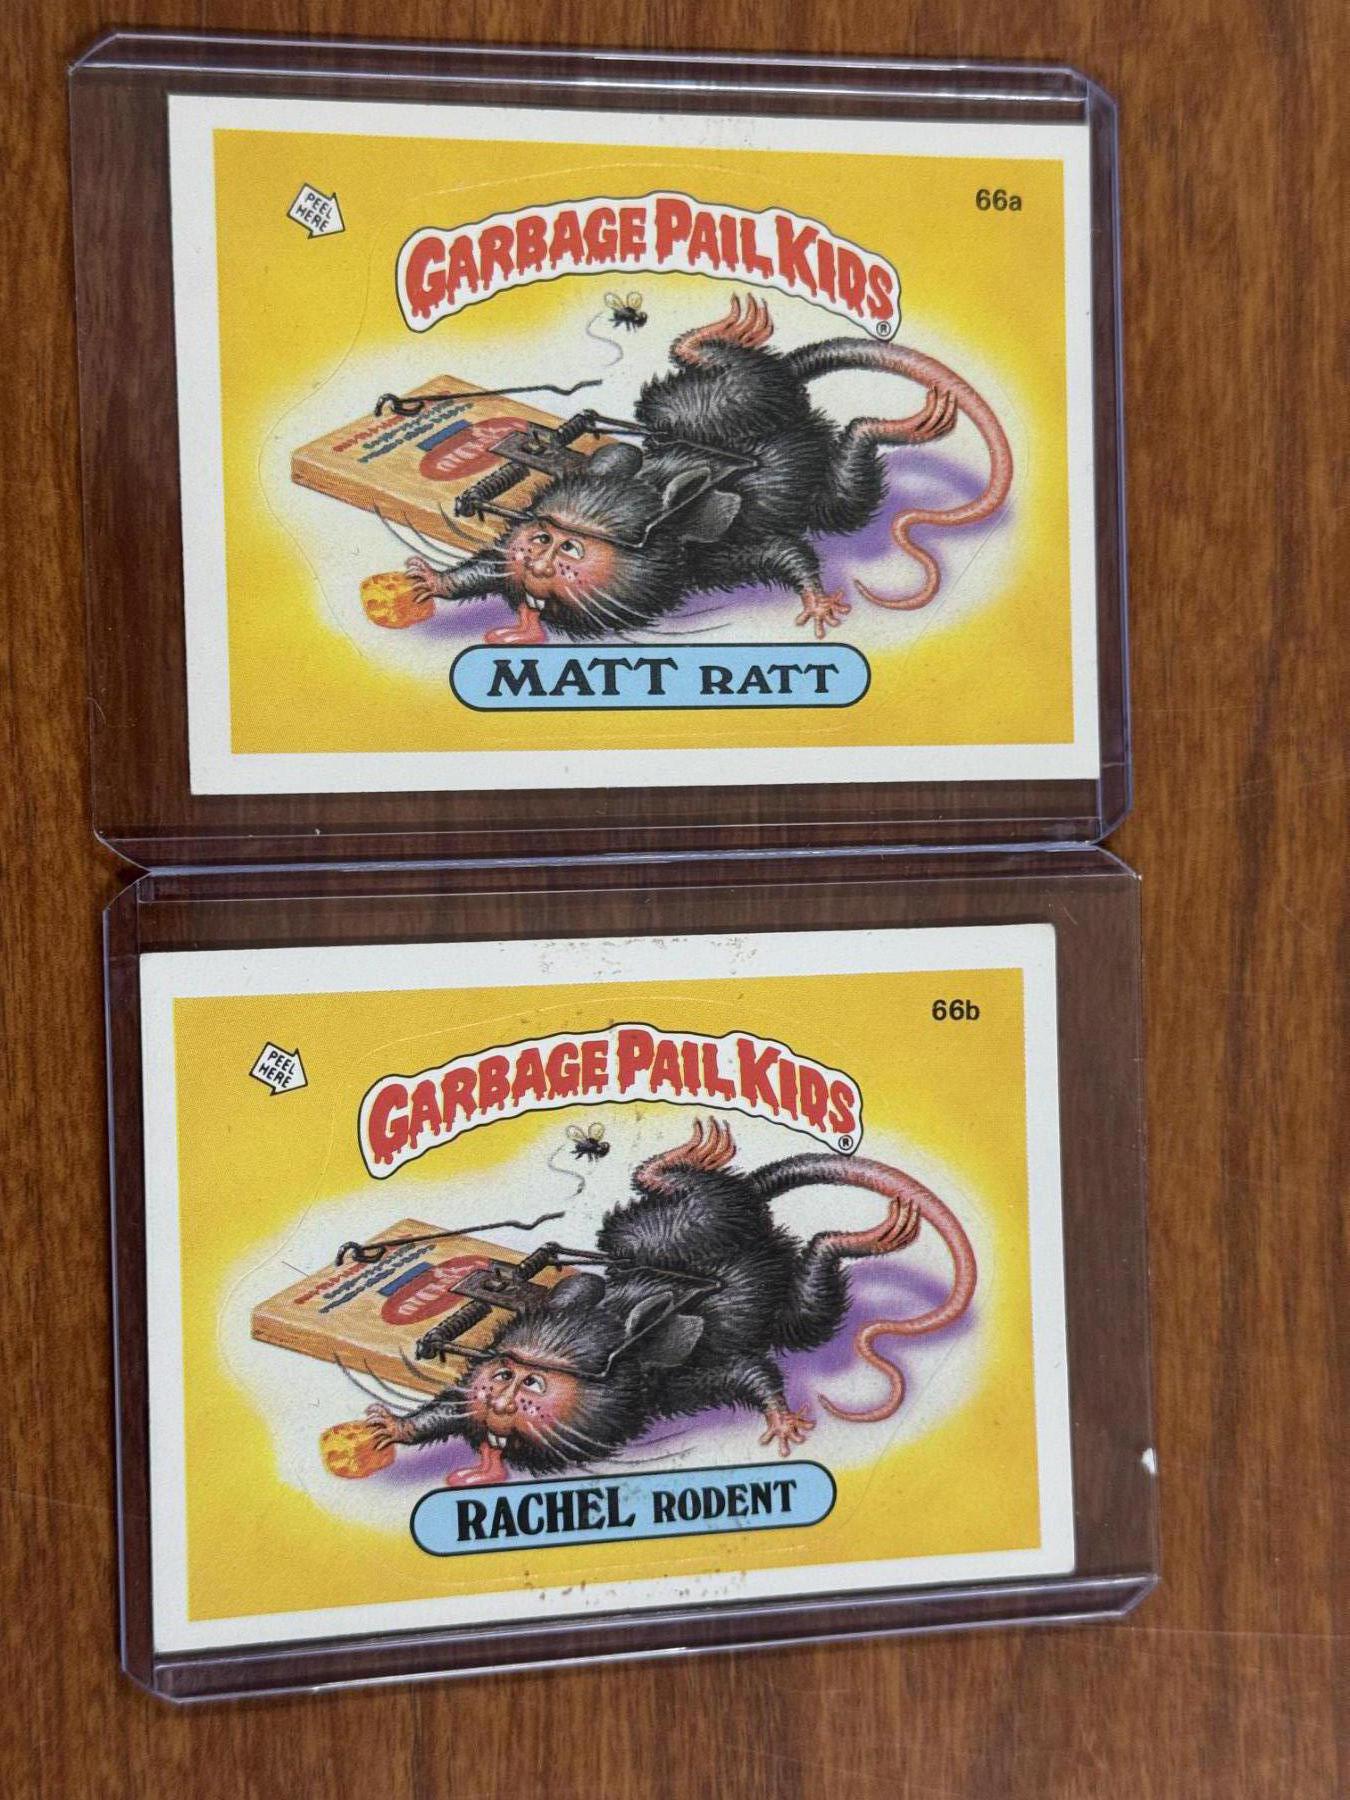 PEEL
HERE
66a
GARBAGE PAIL KIDS
®
MATT RATT
PEEL
HERE
66b
GARBAGE PAIL KIDS
®
RACHEL RODENT